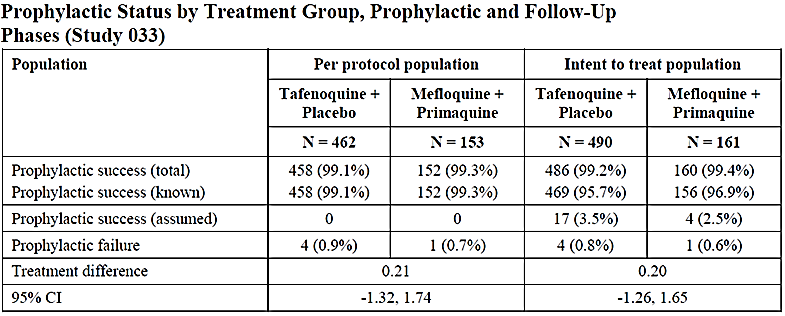 Prophylactic Status by Treatment Group, Prophylactic and Follow-Up
Phases (Study 033)
Population Per protocol population Intent to treat population
Tafenoquine + Mefloquine + Tafenoquine + Mefloquine +
Placebo Primaquine Placebo Primaquine
N = 462 N = 153 N = 490 N = 161
Prophylactic success (total) 458 (99.1%) 152 (99.3%) 486 (99.2%) 160 (99.4%)
Prophylactic success (known) 458 (99.1%) 152 (99.3%) 469 (95.7%) 156 (96.9%)
Prophylactic success (assumed) 0 0 17 (3.5%) 4 (2.5%)
Prophylactic failure 4 (0.9%) 1 (0.7%) 4 (0.8%) 1 (0.6%)
Treatment difference 0.21 0.20
95% CI -1.32, 1.74 -1.26, 1.65